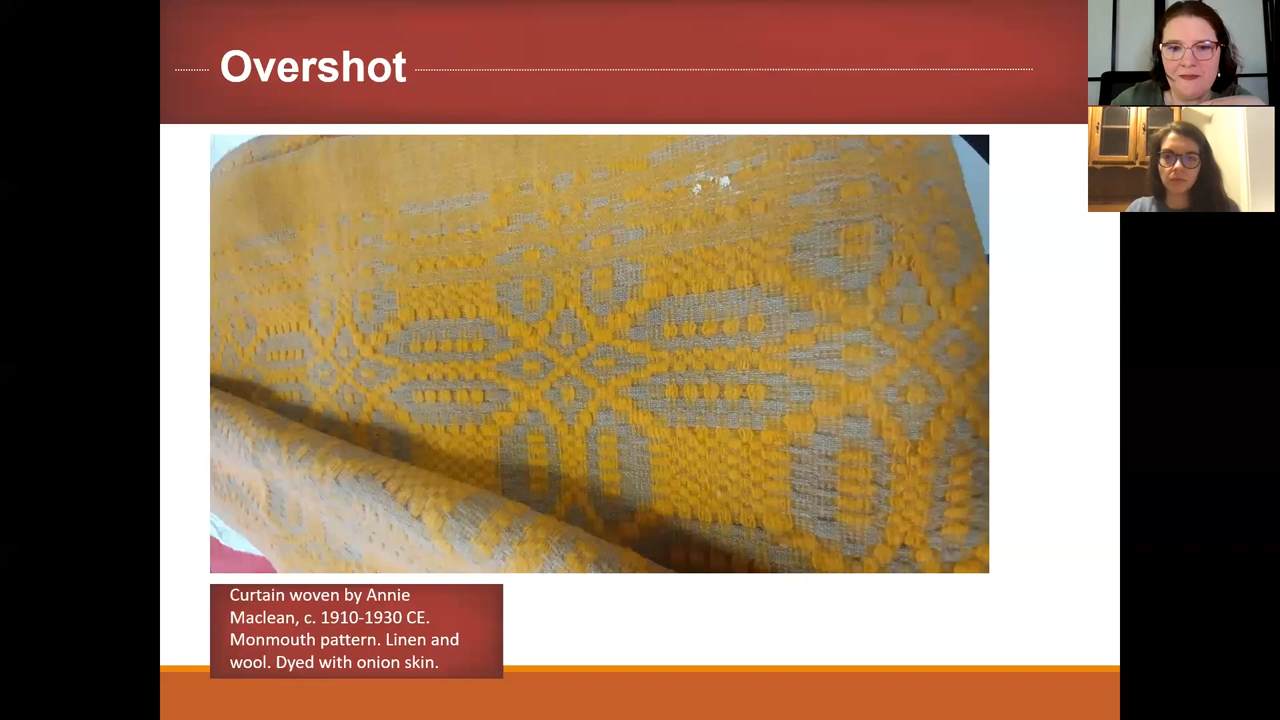 Overshot
Curtain woven by Annie
Maclean, c. 1910-1930 CE.
Monmouth pattern. Linen and
wool. Dyed with onion skin.